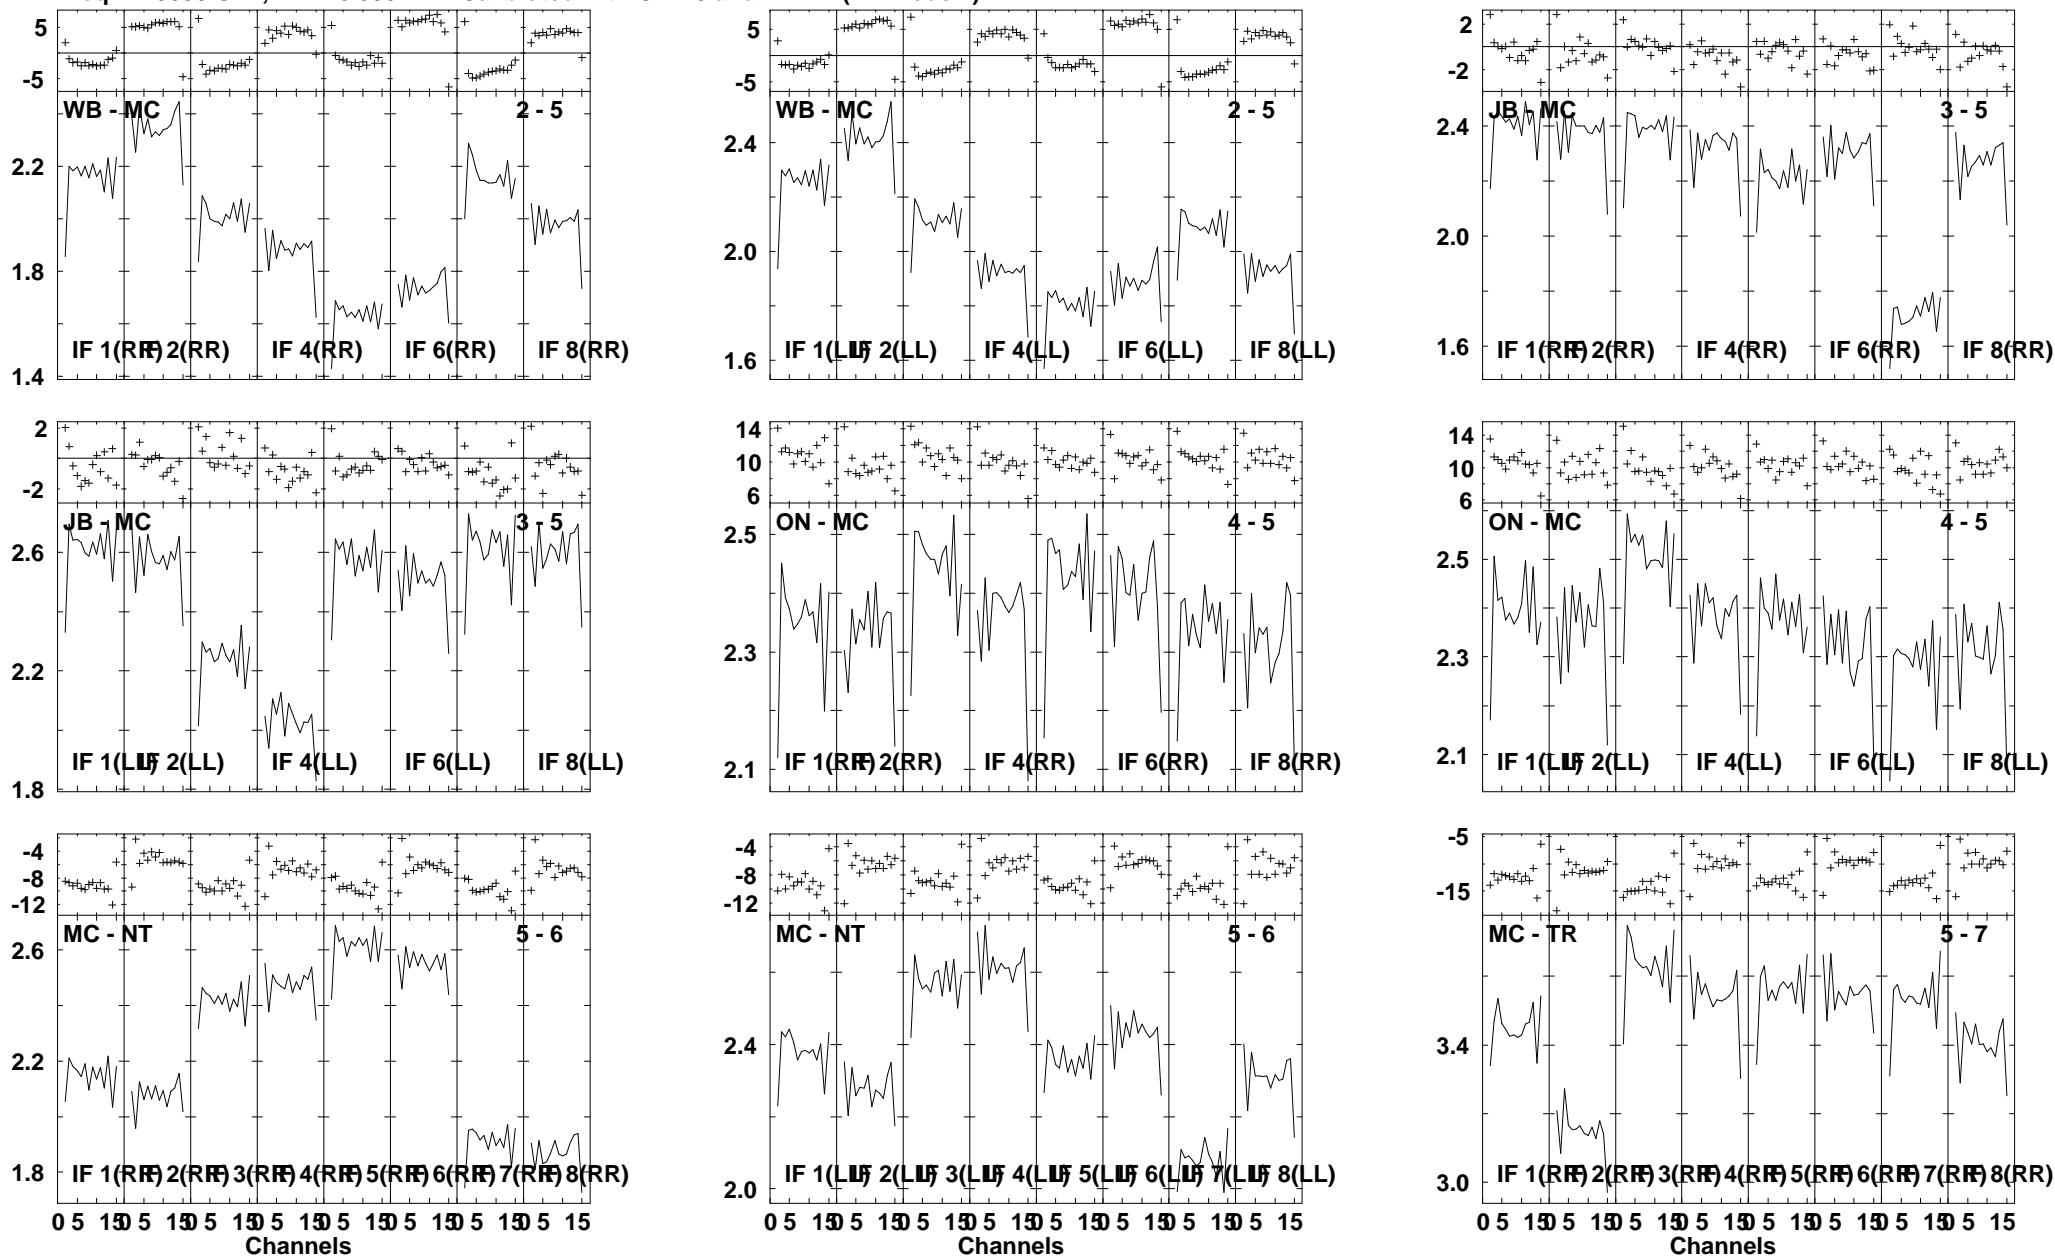 5
-5
WB - MC
2 - 5
2.2
1.8
1.4
IF 1(RR)
IF 2(RR)
IF 4(RR)
IF 6(RR)
IF 8(RR)
5
-5
WB - MC
2 - 5
2.4
2.0
1.6
IF 1(LL)
IF 2(LL)
IF 4(LL)
IF 6(LL)
IF 8(LL)
2
-2
JB - MC
3 - 5
2.4
2.0
1.6
IF 1(RR)
IF 2(RR)
IF 4(RR)
IF 6(RR)
IF 8(RR)
2
-2
JB - MC
3 - 5
2.6
2.2
1.8
IF 1(LL)
IF 2(LL)
IF 4(LL)
IF 6(LL)
IF 8(LL)
14
10
6
ON - MC
4 - 5
2.5
2.3
2.1
IF 1(RR)
IF 2(RR)
IF 4(RR)
IF 6(RR)
IF 8(RR)
14
10
6
ON - MC
4 - 5
2.5
2.3
2.1
IF 1(LL)
IF 2(LL)
IF 4(LL)
IF 6(LL)
IF 8(LL)
-4
-8
-12
MC - NT
5 - 6
2.6
2.2
1.8
IF 1(RR)
IF 2(RR)
IF 3(RR)
IF 4(RR)
IF 5(RR)
IF 6(RR)
IF 7(RR)
IF 8(RR)
0 5 15 0 5 15 0 5 15 0 5 15 0 5 15 0 5 15 0 5 15 0 5 15
Channels
-4
-8
-12
MC - NT
5 - 6
2.4
2.0
IF 1(LL)
IF 2(LL)
IF 3(LL)
IF 4(LL)
IF 5(LL)
IF 6(LL)
IF 7(LL)
IF 8(LL)
0 5 15 0 5 15 0 5 15 0 5 15 0 5 15 0 5 15 0 5 15 0 5 15
Channels
-5
-15
MC - TR
5 - 7
3.4
3.0
IF 1(RR)
IF 2(RR)
IF 3(RR)
IF 4(RR)
IF 5(RR)
IF 6(RR)
IF 7(RR)
IF 8(RR)
0 5 15 0 5 15 0 5 15 0 5 15 0 5 15 0 5 15 0 5 15 0 5 15
Channels